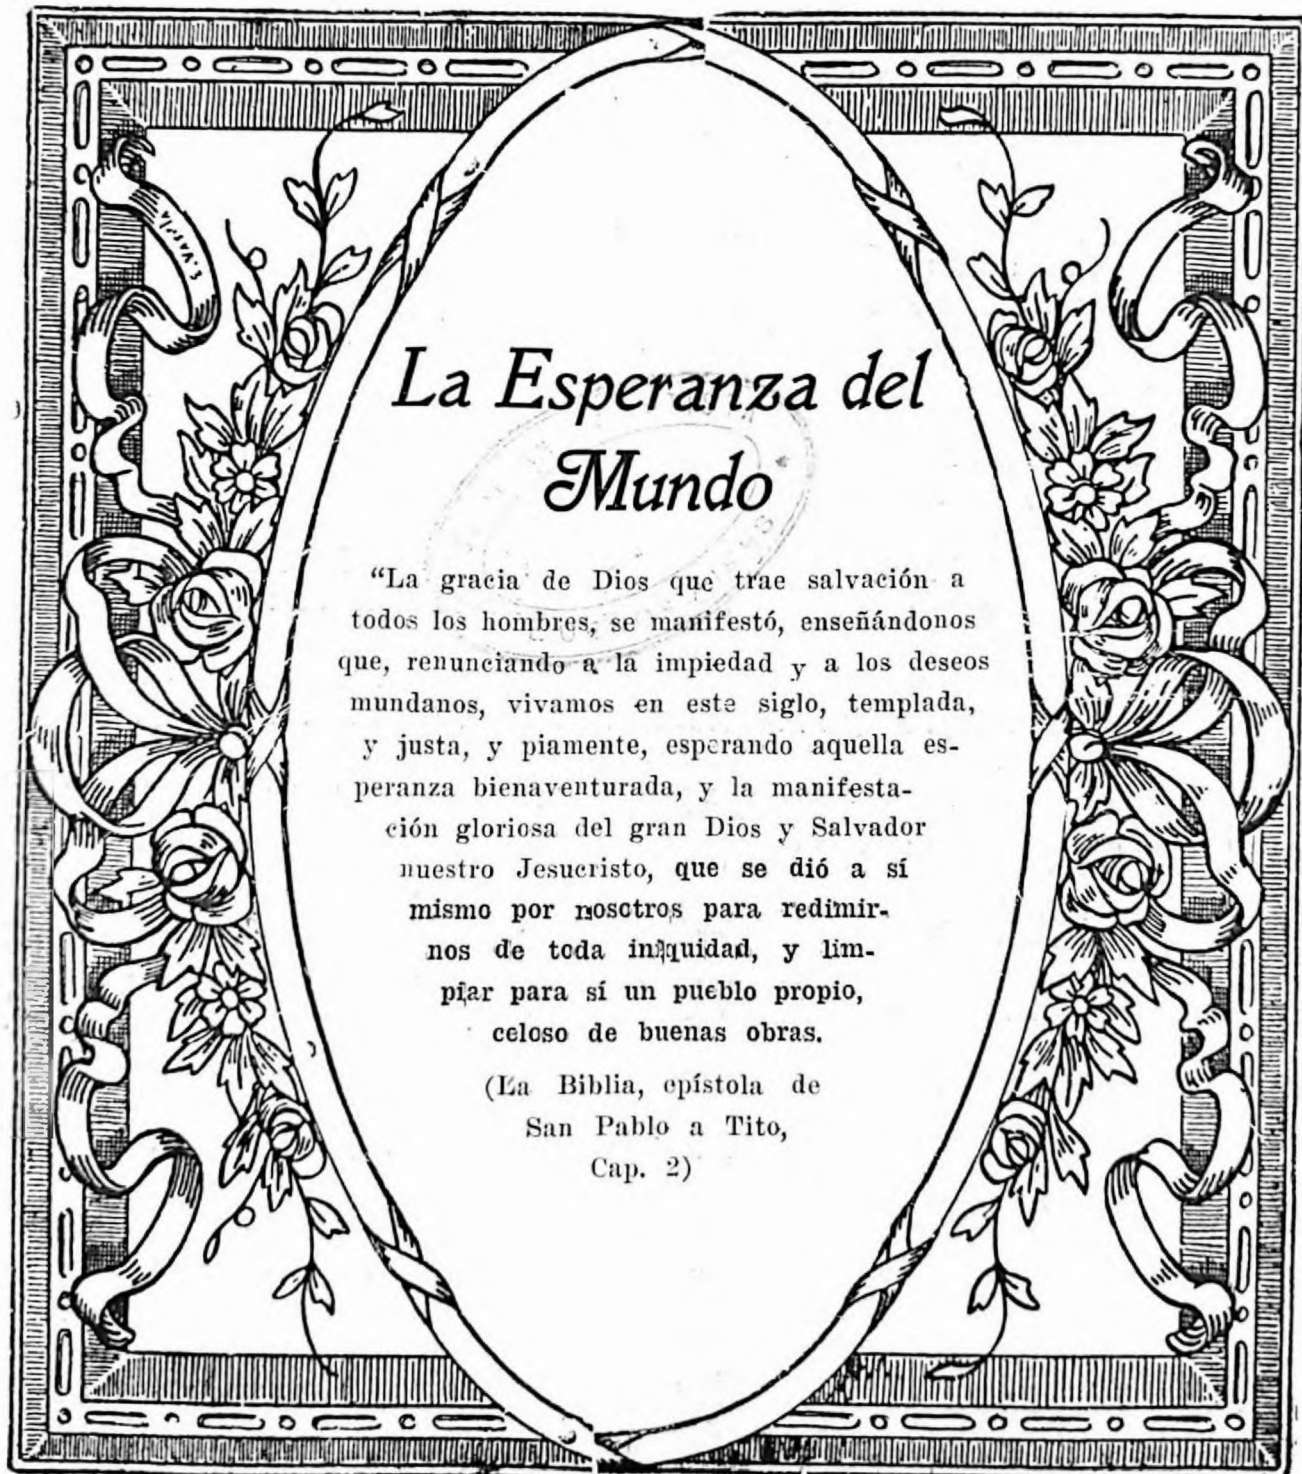 La Esperanza del
Mundo
“La gracia de Dios que trae salvación a
todos los hombres, se manifestó, enseñándonos
que, renunciando a la impiedad y a los deseos
mundanos, vivamos en este siglo, templada,
y justa, y piamente, esperando aquella es-
peranza bienaventurada, y la manifesta-
ción gloriosa del gran Dios y Salvador
nuestro Jesucristo, que se dió a sí
mismo por nosotros para redimir-
nos de toda iniquidad, y lim-
piar para sí un pueblo propio,
celoso de buenas obras.
(La Biblia, epístola de
San Pablo a Tito,
Cap. 2)